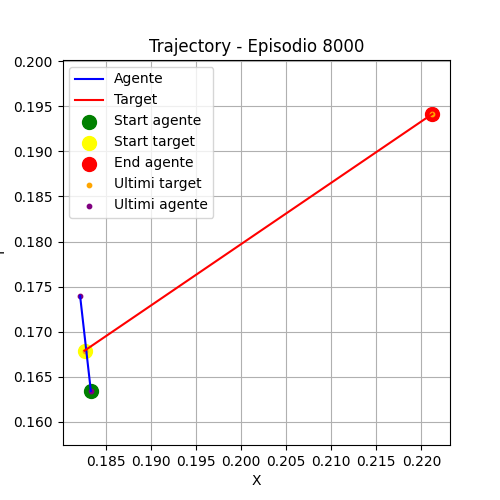 Trajectory - Episodio 8000
0.200
0.195
0.190
0.185
0.180
0.175
0.170
0.165
0.160
Agente
Target
Start agente
Start target
End agente
Ultimi target
Ultimi agente
0.185 0.190 0.195 0.200 0.205 0.210 0.215 0.220
X